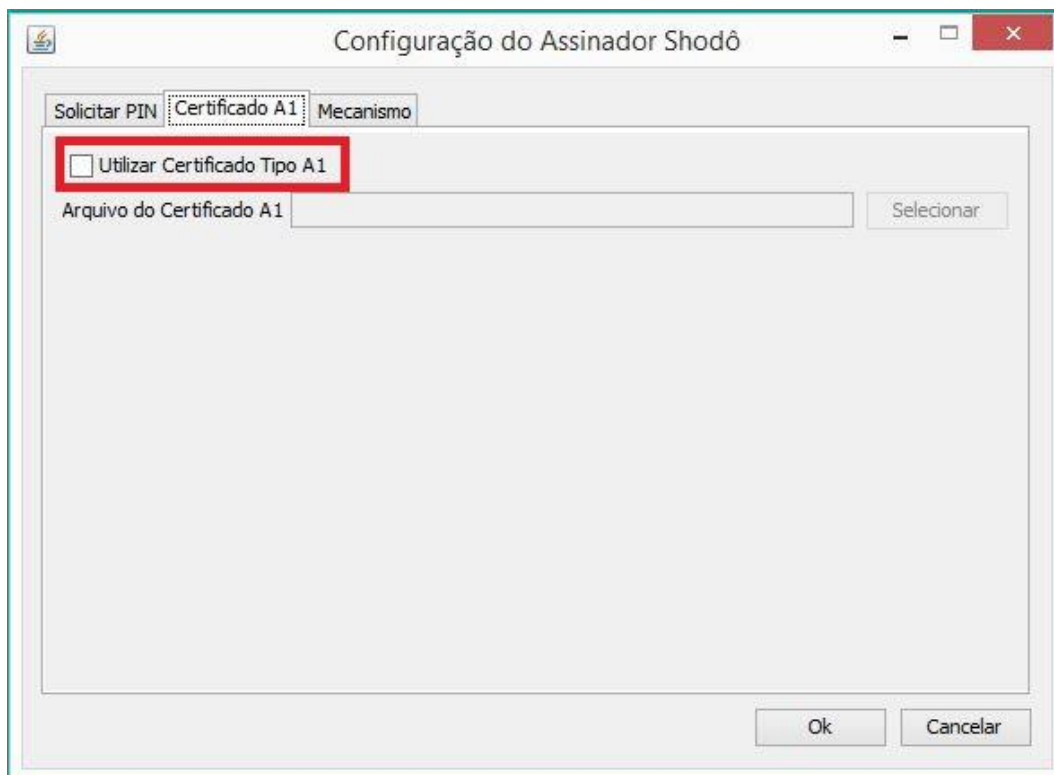 Configuração do Assinador Shodô
Solicitar PIN Certificado A1 Mecanismo
Utilizar Certificado Tipo A1
Arquivo do Certificado A1 Selecionar
Ok Cancelar